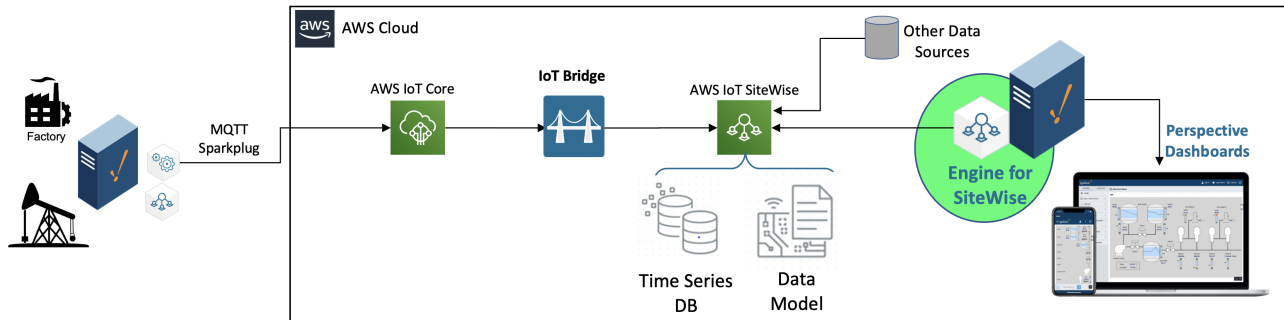 aws
AWS Cloud
Other Data
Sources
Factory
MQTT
Sparkplug
AWS IoT Core
IoT Bridge
AWS IoT SiteWise
Engine for
SiteWise
Perspective
Dashboards
Time Series
DB
Data
Model